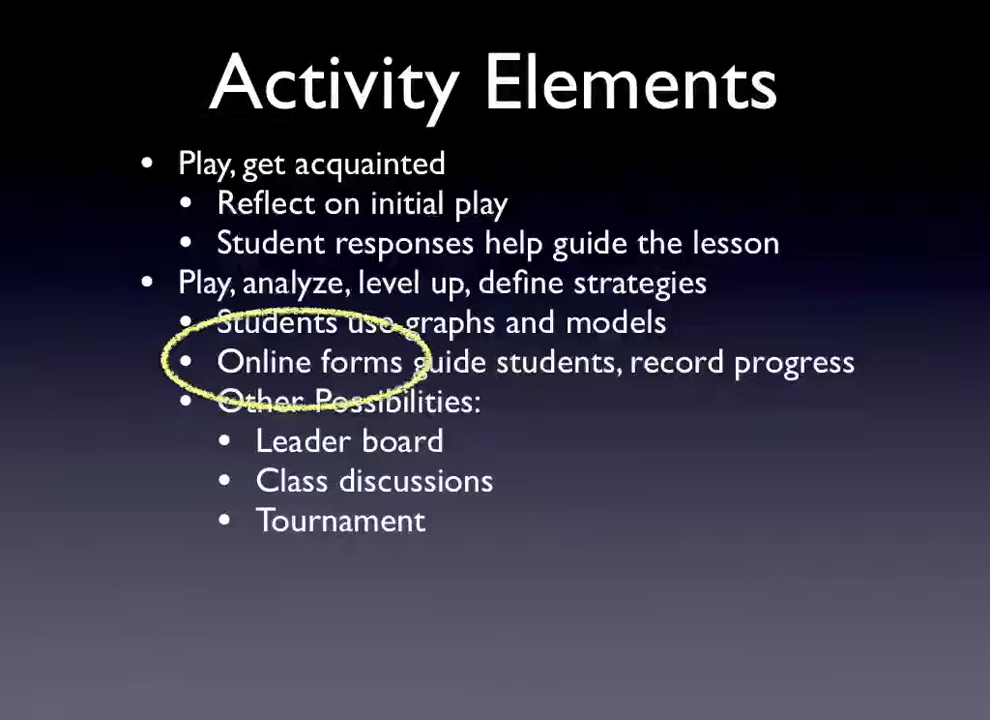 Activity Elements
• Play, get acquainted
• Reflect on initial play
• Student responses help guide the lesson
• Play, analyze, level up, define strategies
• Students use graphs and models
• Online forms guide students, record progress
• Other Possibilities:
• Leader board
• Class discussions
• Tournament